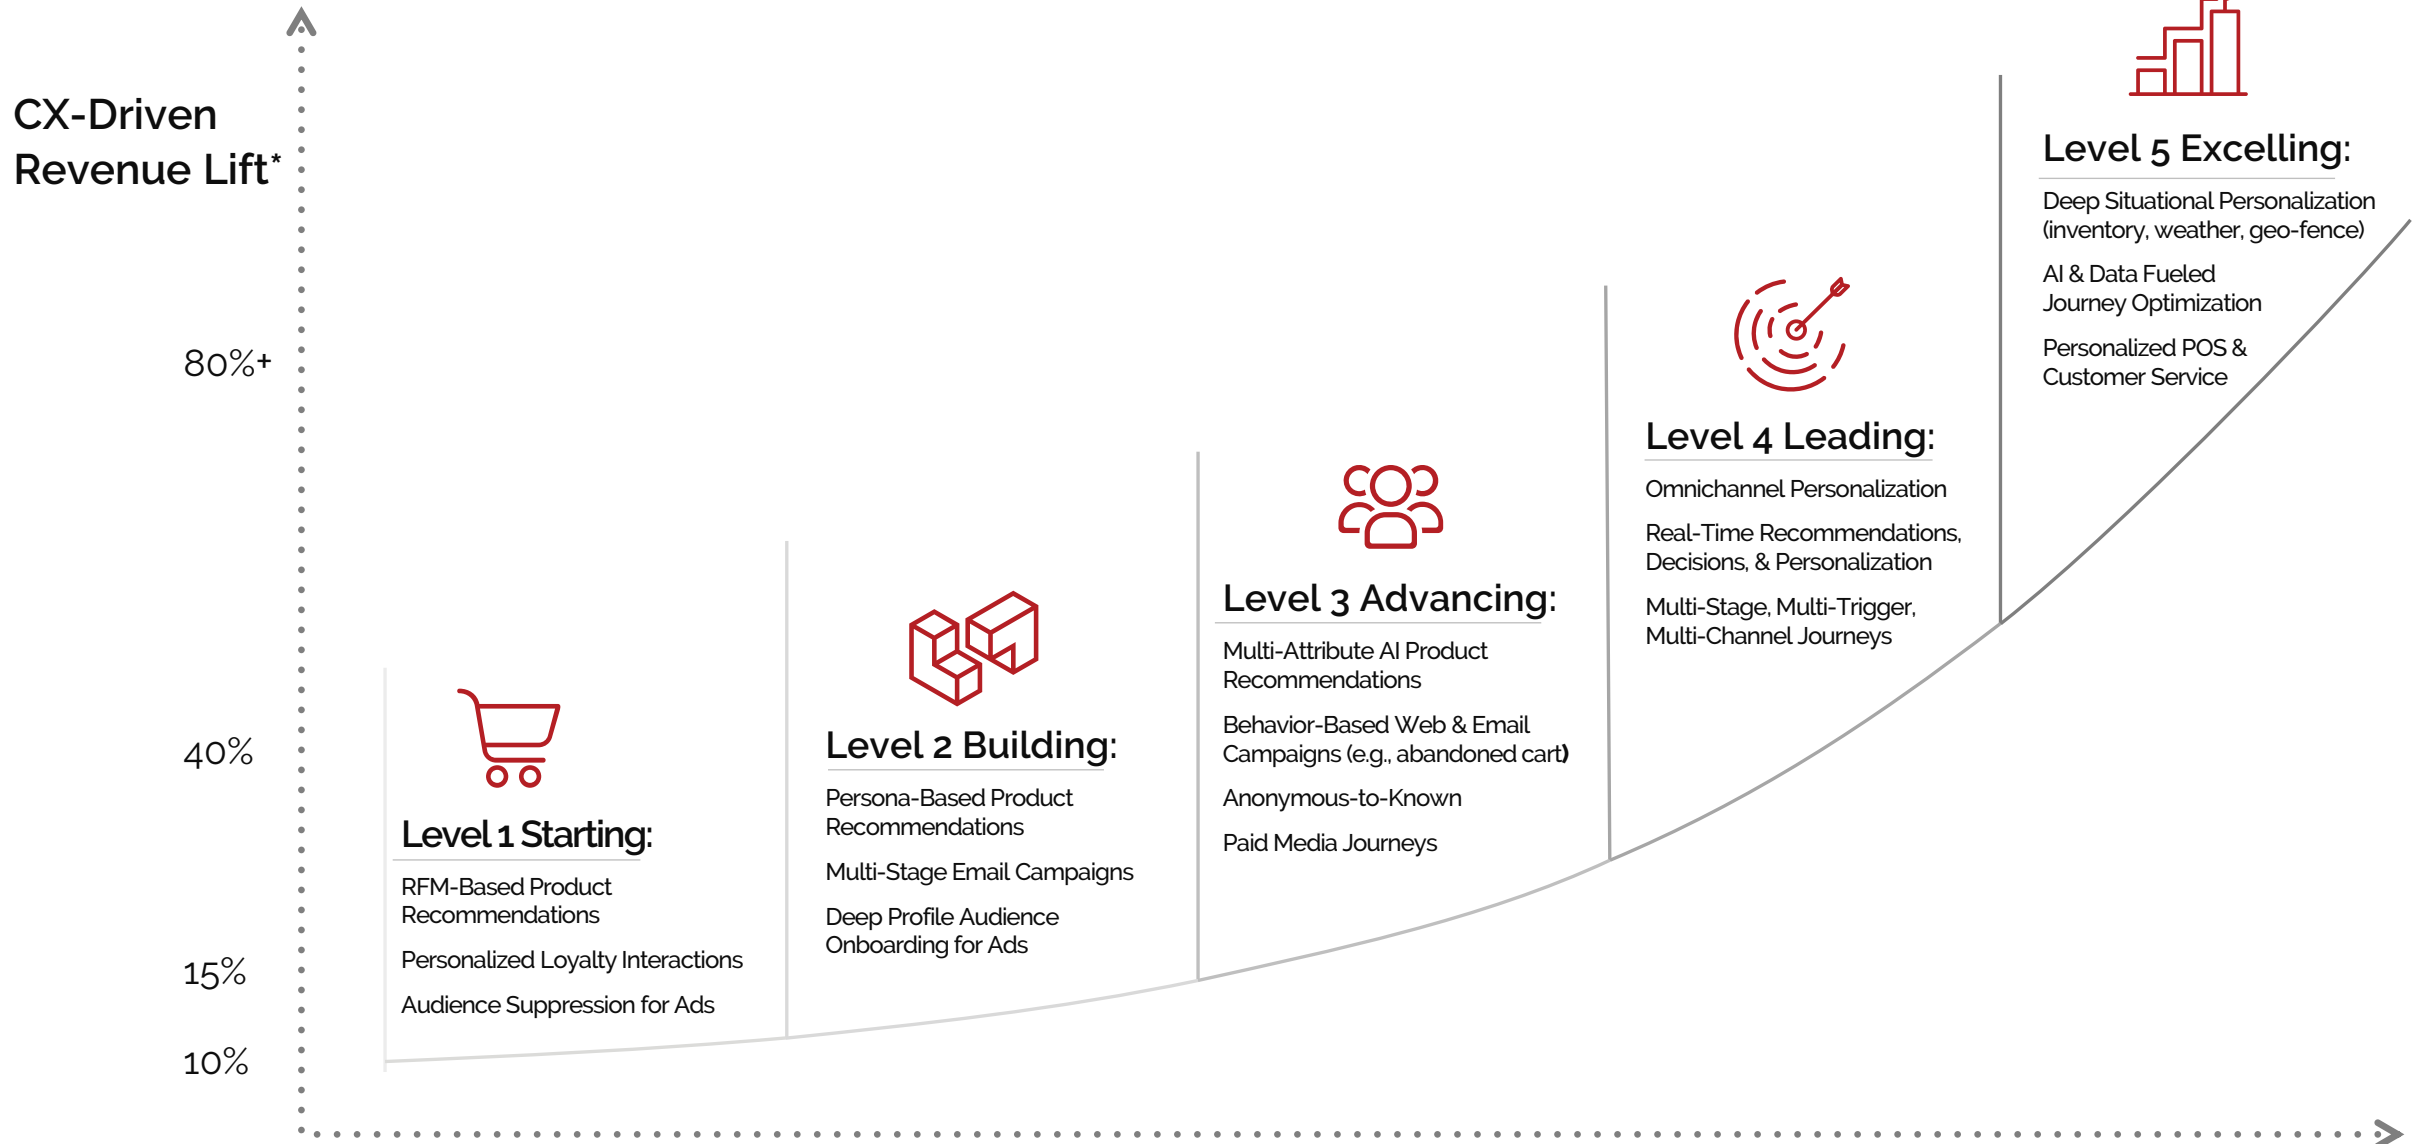 CX-Driven
Revenue Lift*
80%+
40%
15%
10%
Level 1 Starting:
RFM-Based Product
Recommendations
Personalized Loyalty Interactions
Audience Suppression for Ads
Level 2 Building:
Persona-Based Product
Recommendations
Multi-Stage Email Campaigns
Deep Profile Audience
Onboarding for Ads
Level 3 Advancing:
Multi-Attribute AI Product
Recommendations
Behavior-Based Web & Email
Campaigns (e.g., abandoned cart)
Anonymous-to-Known
Paid Media Journeys
Level 4 Leading:
Omnichannel Personalization
Real-Time Recommendations,
Decisions, & Personalization
Multi-Stage, Multi-Trigger,
Multi-Channel Journeys
Level 5 Excelling:
Deep Situational Personalization
(inventory, weather, geo-fence)
AI & Data Fueled
Journey Optimization
Personalized POS &
Customer Service